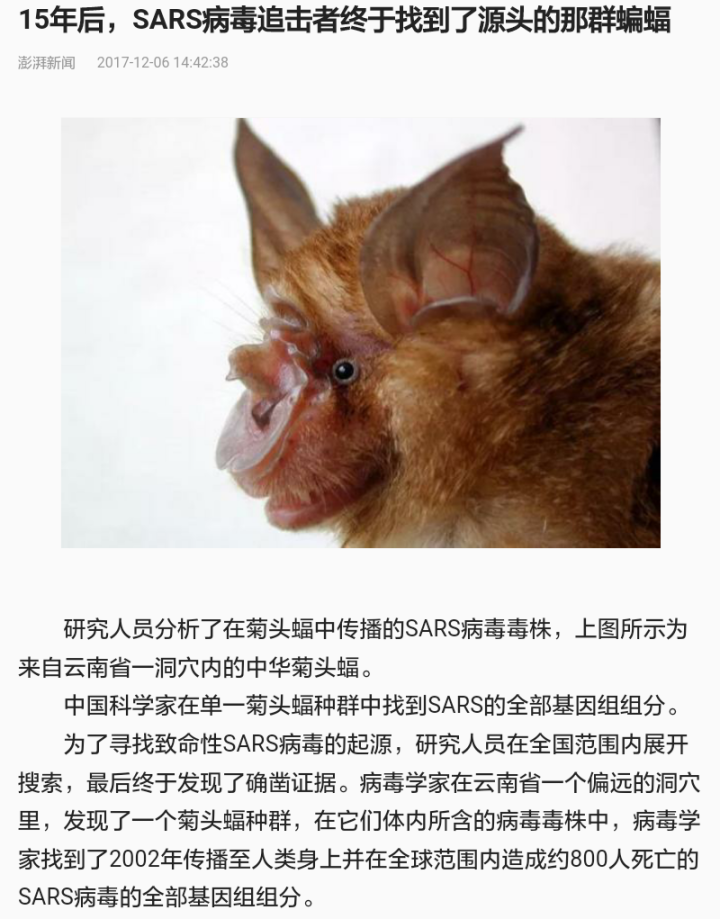 15年后，SARS病毒追击者终于找到了源头的那群蝙蝠
澎湃新闻 2017-12-06 14:42:38
研究人员分析了在菊头蝠中传播的SARS病毒毒株，上图所示为
来自云南省一洞穴内的中华菊头蝠。
中国科学家在单一菊头蝠种群中找到SARS的全部基因组组分。
为了寻找致命性SARS病毒的起源，研究人员在全国范围内展开
搜索，最后终于发现了确凿证据。病毒学家在云南省一个偏远的洞穴
里，发现了一个菊头蝠种群，在它们体内所含的病毒毒株中，病毒学
家找到了2002年传播至人类身上并在全球范围内造成约800人死亡的
SARS病毒的全部基因组组分。